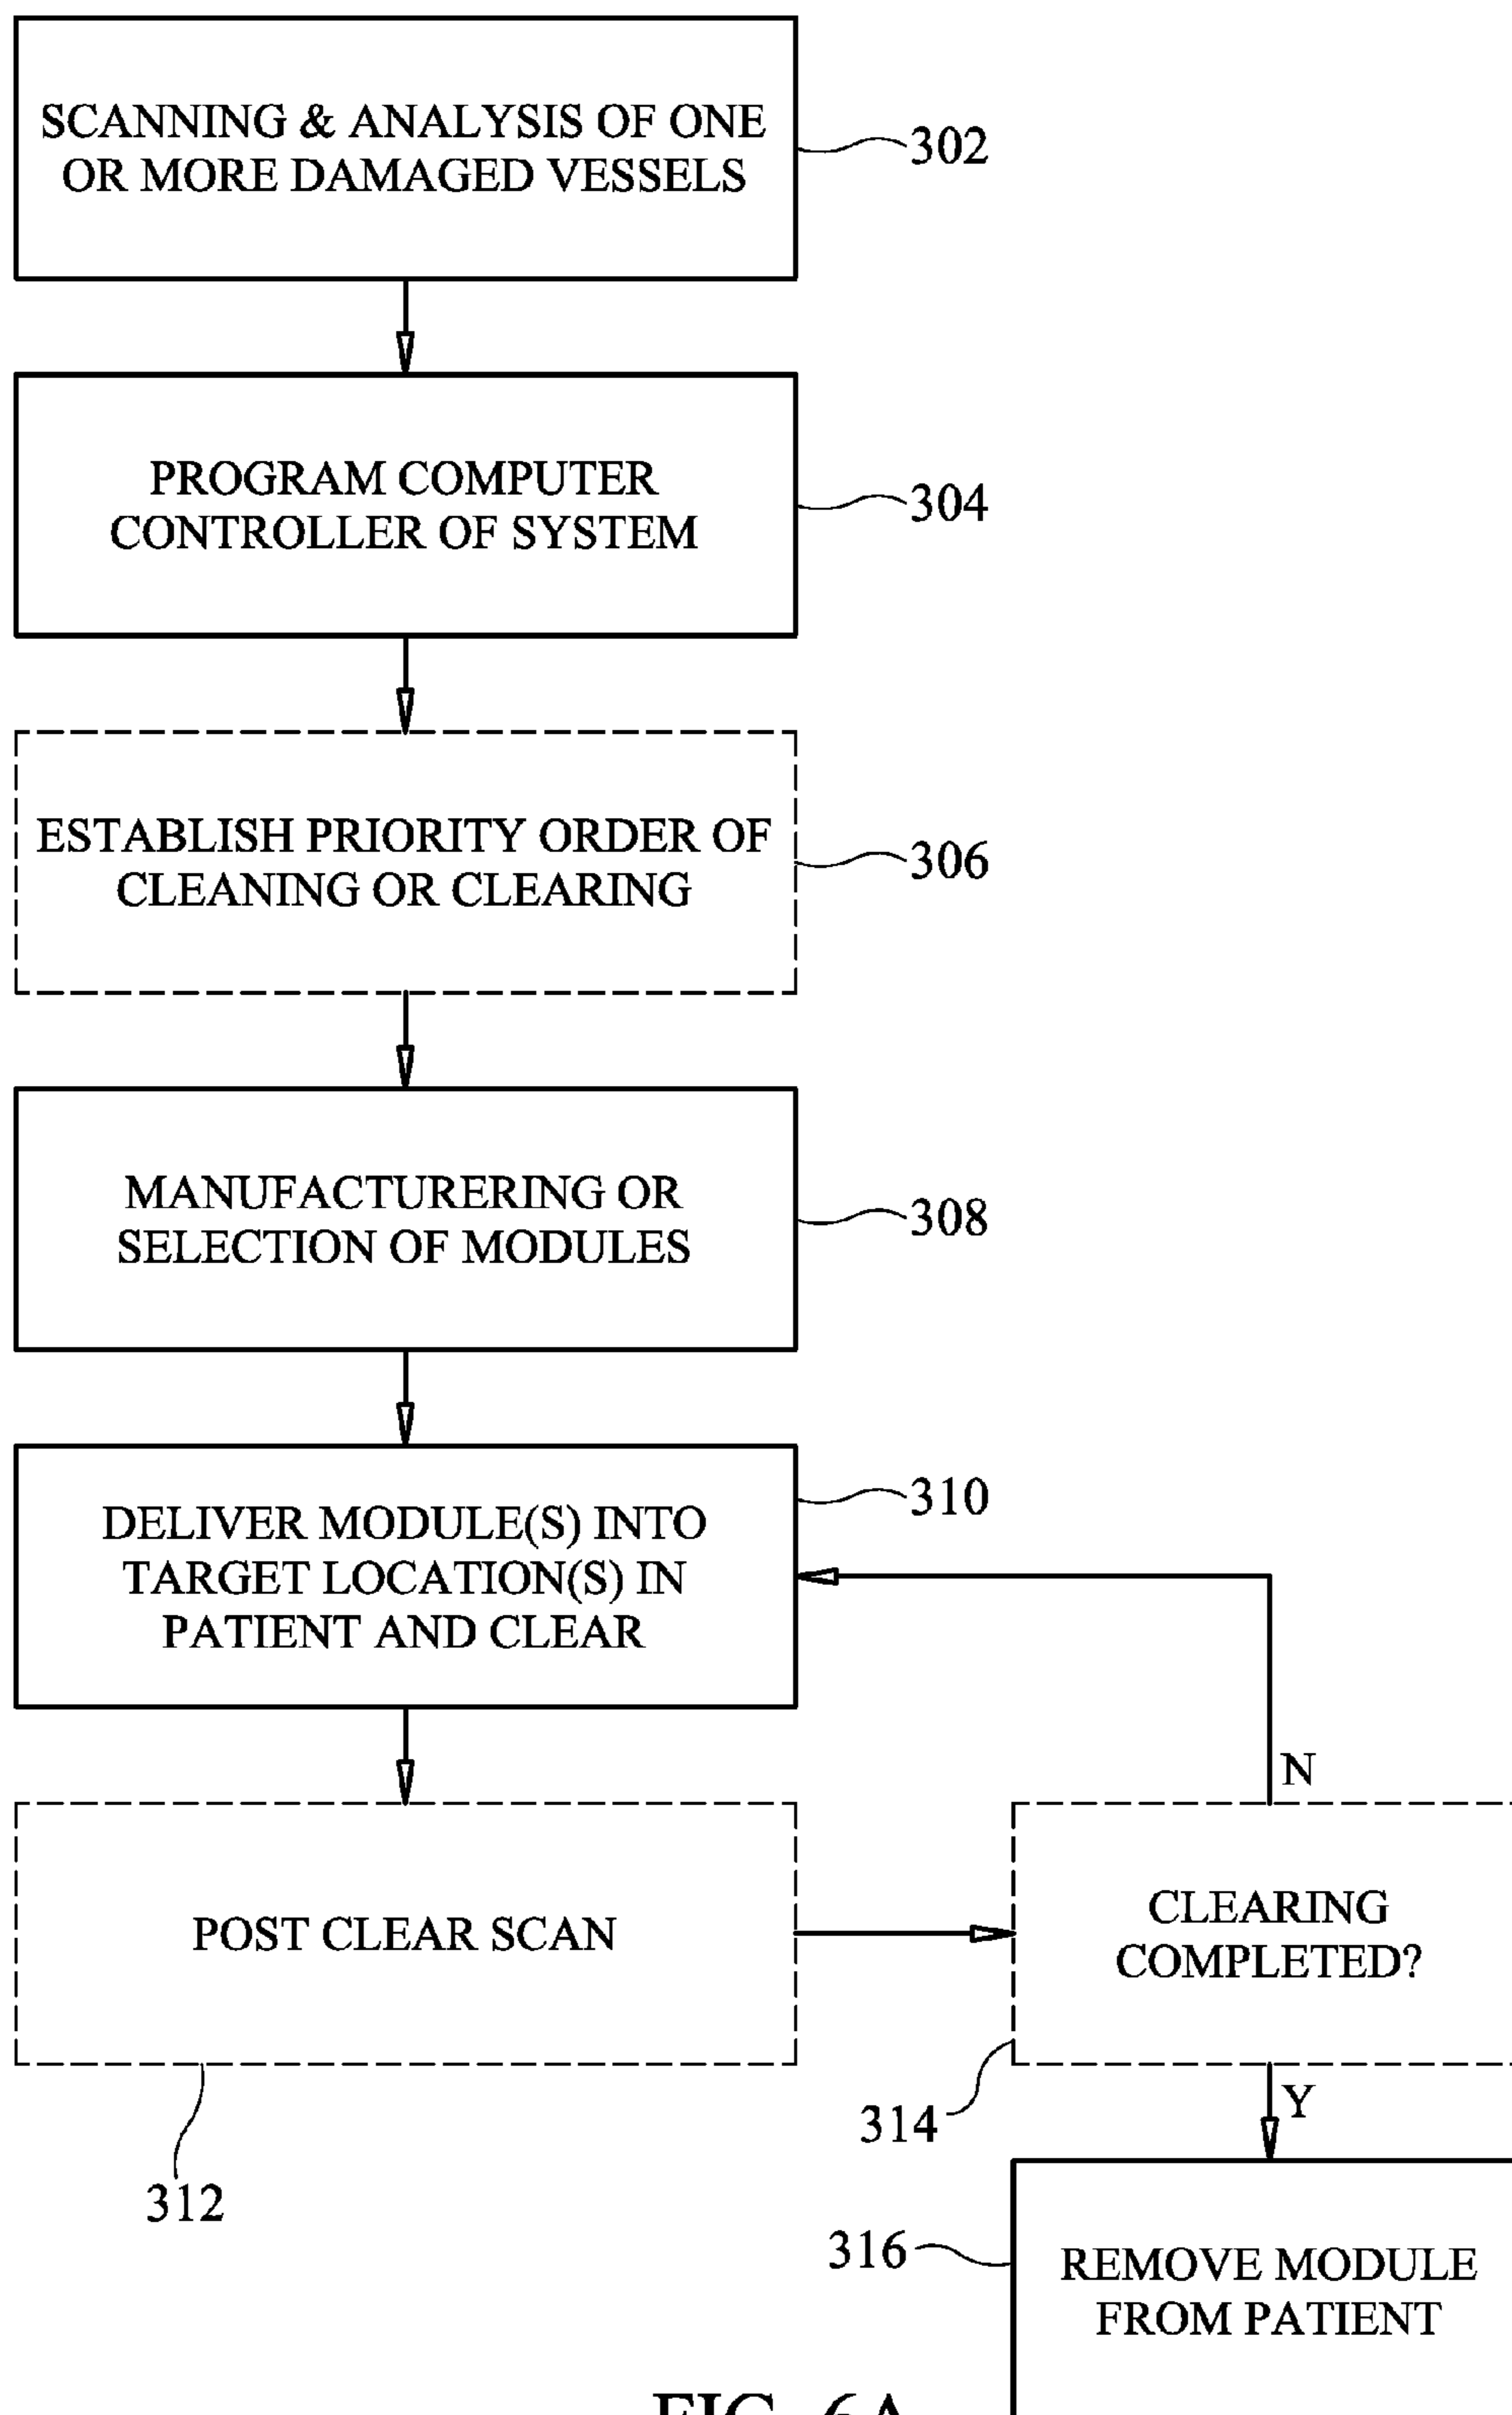 SCANNING & ANALYSIS OF ONE
OR MORE DAMAGED VESSELS
302
PROGRAM COMPUTER
CONTROLLER OF SYSTEM
304
ESTABLISH PRIORITY ORDER OF
CLEANING OR CLEARING
306
MANUFACTURERING OR
SELECTION OF MODULES
308
310
DELIVER MODULE(S) INTO
TARGET LOCATION(S) IN
PATIENT AND CLEAR
N
POST CLEAR SCAN
CLEARING
COMPLETED?
Y
314
312
316
REMOVE MODULE
FROM PATIENT
FIG. 6A